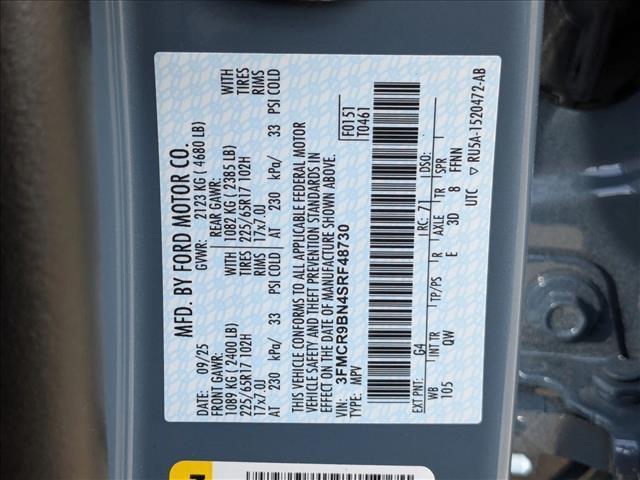 MFD. BY FORD MOTOR CO.
DATE: 09/25 GVWR: 2123 KG ( 4680 LB)
FRONT GAWR: REAR GAWR:
1089 KG ( 2400 LB) WITH 1082 KG ( 2385 LB) WITH
225/65R17 102H TIRES 225/65R17 102H TIRES
17x7.0J RIMS 17x7.0J RIMS
AT 230 kPa/ 33 PSI COLD AT 230 kPa/ 33 PSI COLD
THIS VEHICLE CONFORMS TO ALL APPLICABLE FEDERAL MOTOR
VEHICLE SAFETY AND THEFT PREVENTION STANDARDS IN
EFFECT ON THE DATE OF MANUFACTURE SHOWN ABOVE.
VIN: 3FMCR9BN4SRF48730
TYPE: MPV
F0151
T0461
EXT PNT: G4 RC: 71 DSO:
WB INT TR TP/PS R AXLE TR SPR
105 QW E 3D 8 FFNN
UTC ▽ RU5A-1520472-AB